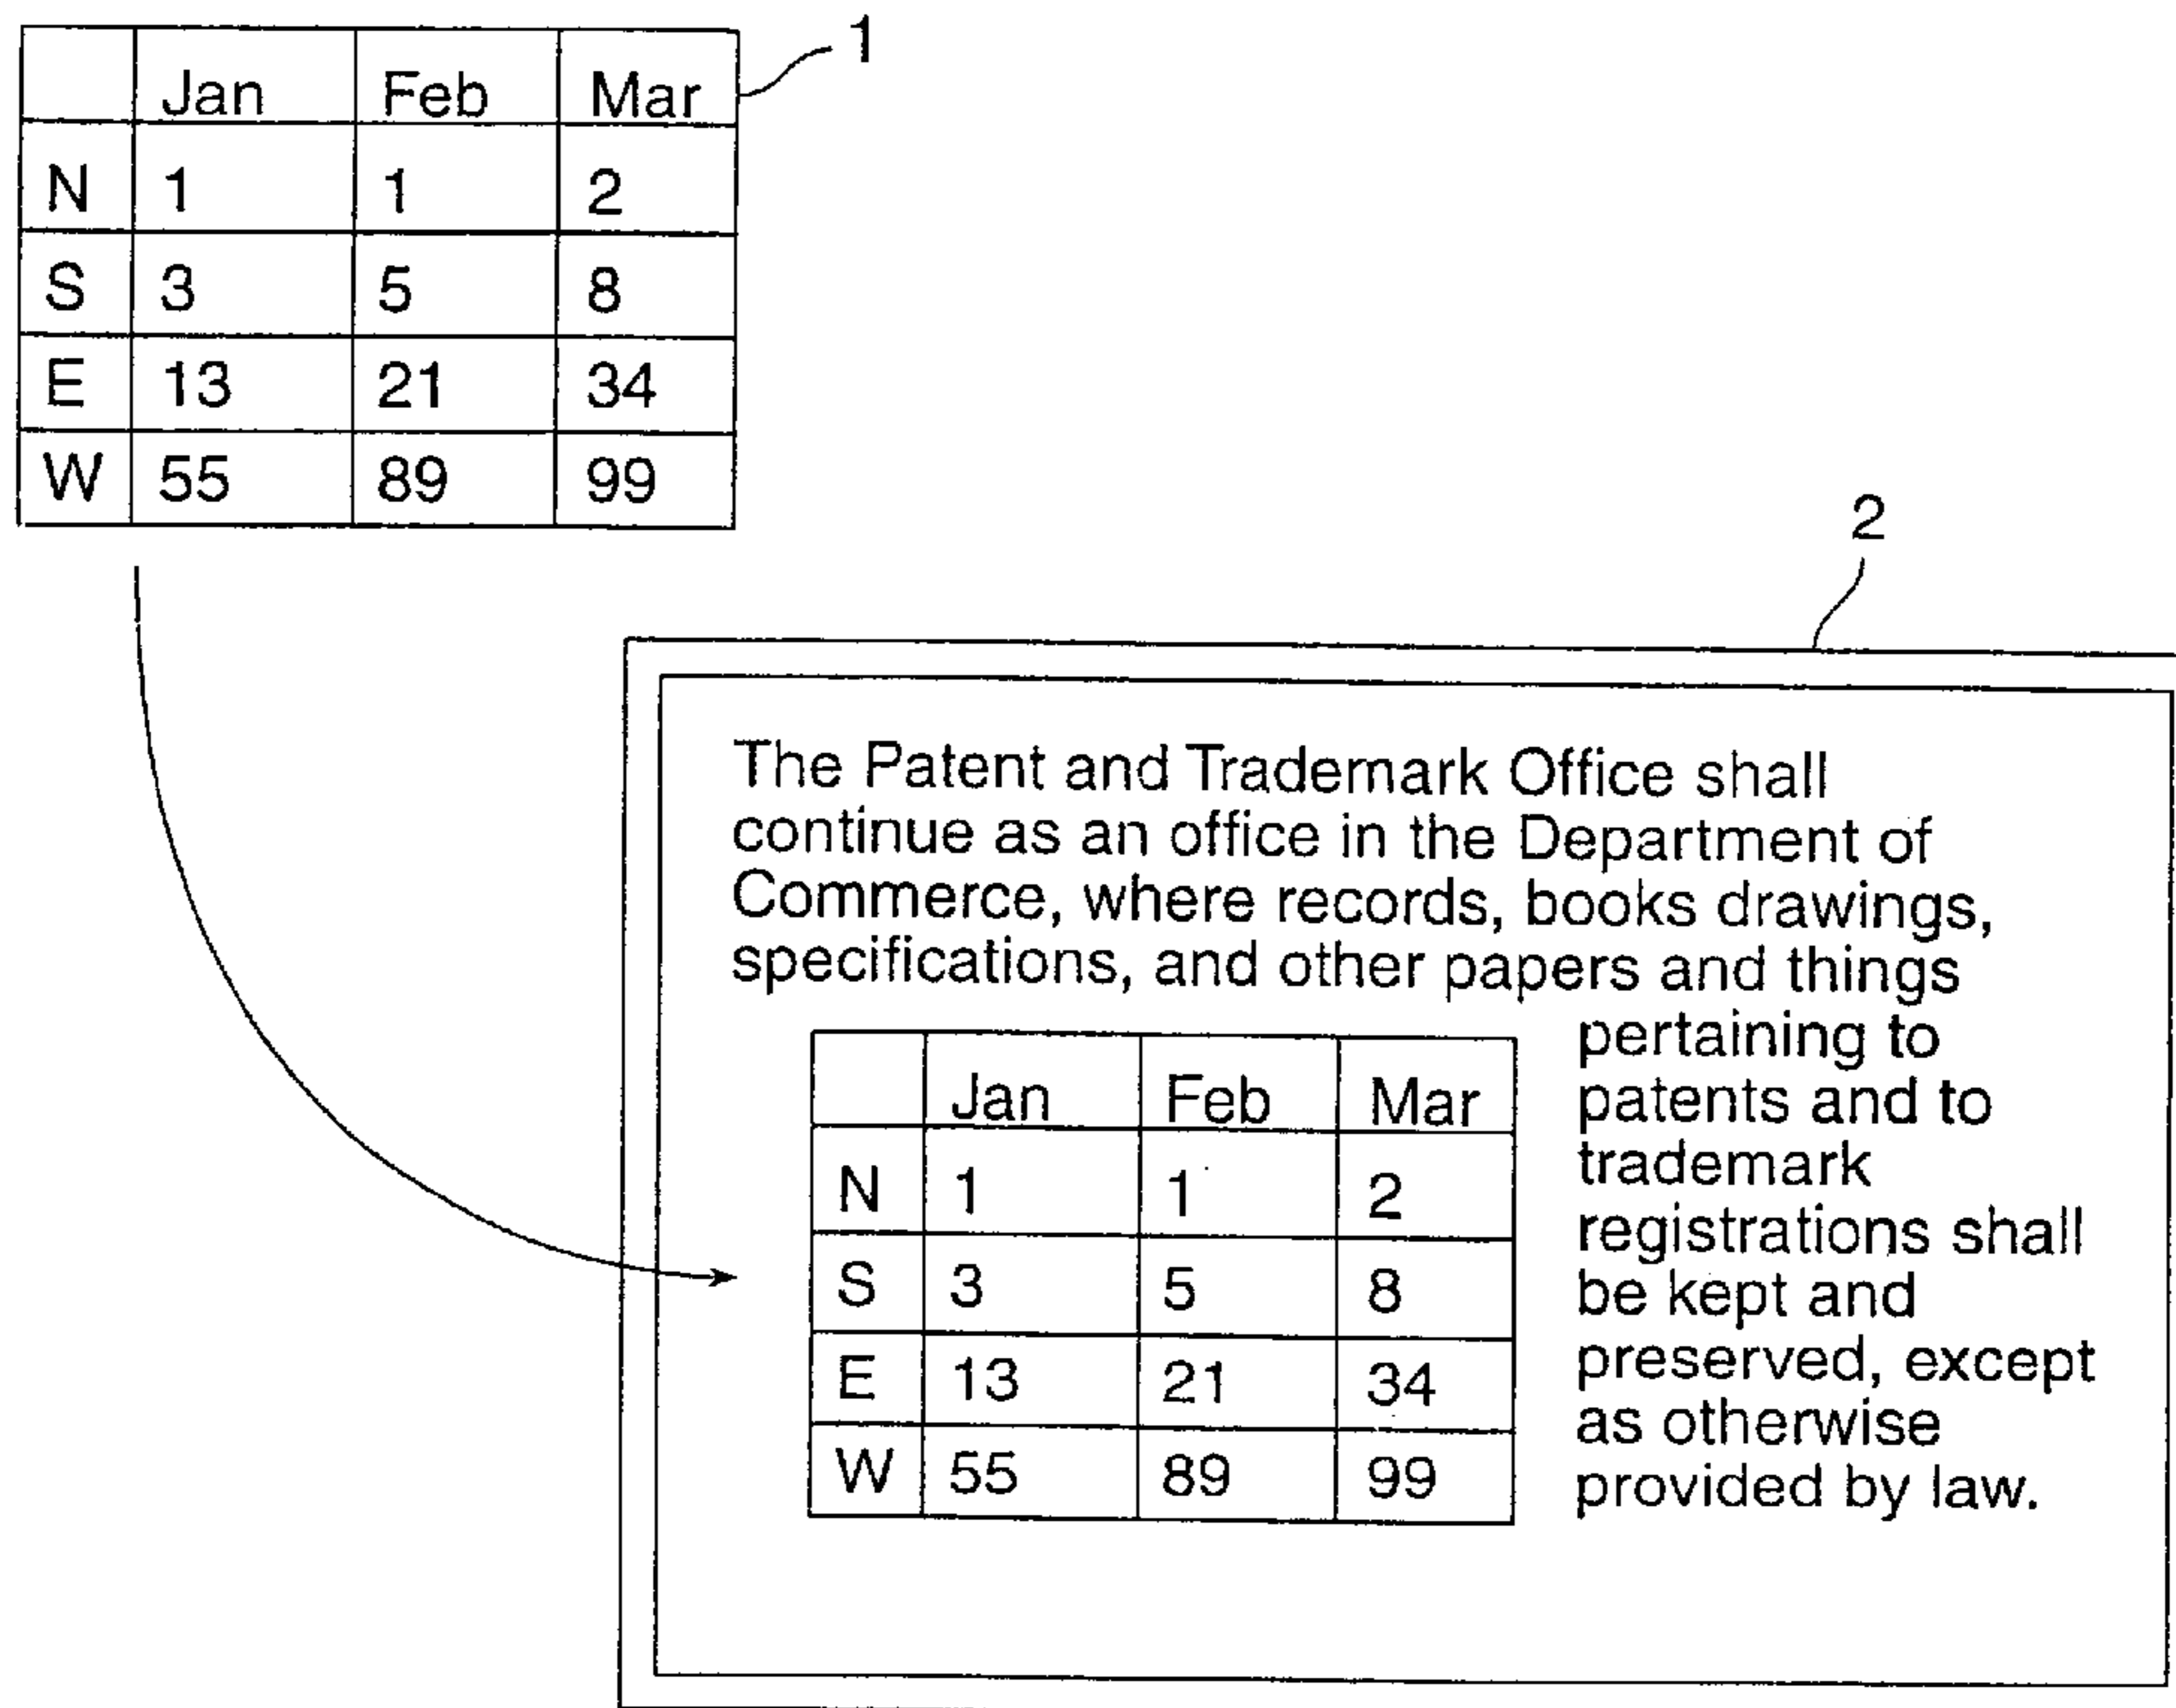 1
Jan Feb Mar
N 1 1 2
S 3 5 8
E 13 21 34
W 55 89 99
2
The Patent and Trademark Office shall
continue as an office in the Department of
Commerce, where records, books drawings,
specifications, and other papers and things
pertaining to
patents and to
trademark
registrations shall
be kept and
preserved, except
as otherwise
provided by law.
Jan Feb Mar
N 1 1 2
S 3 5 8
E 13 21 34
W 55 89 99